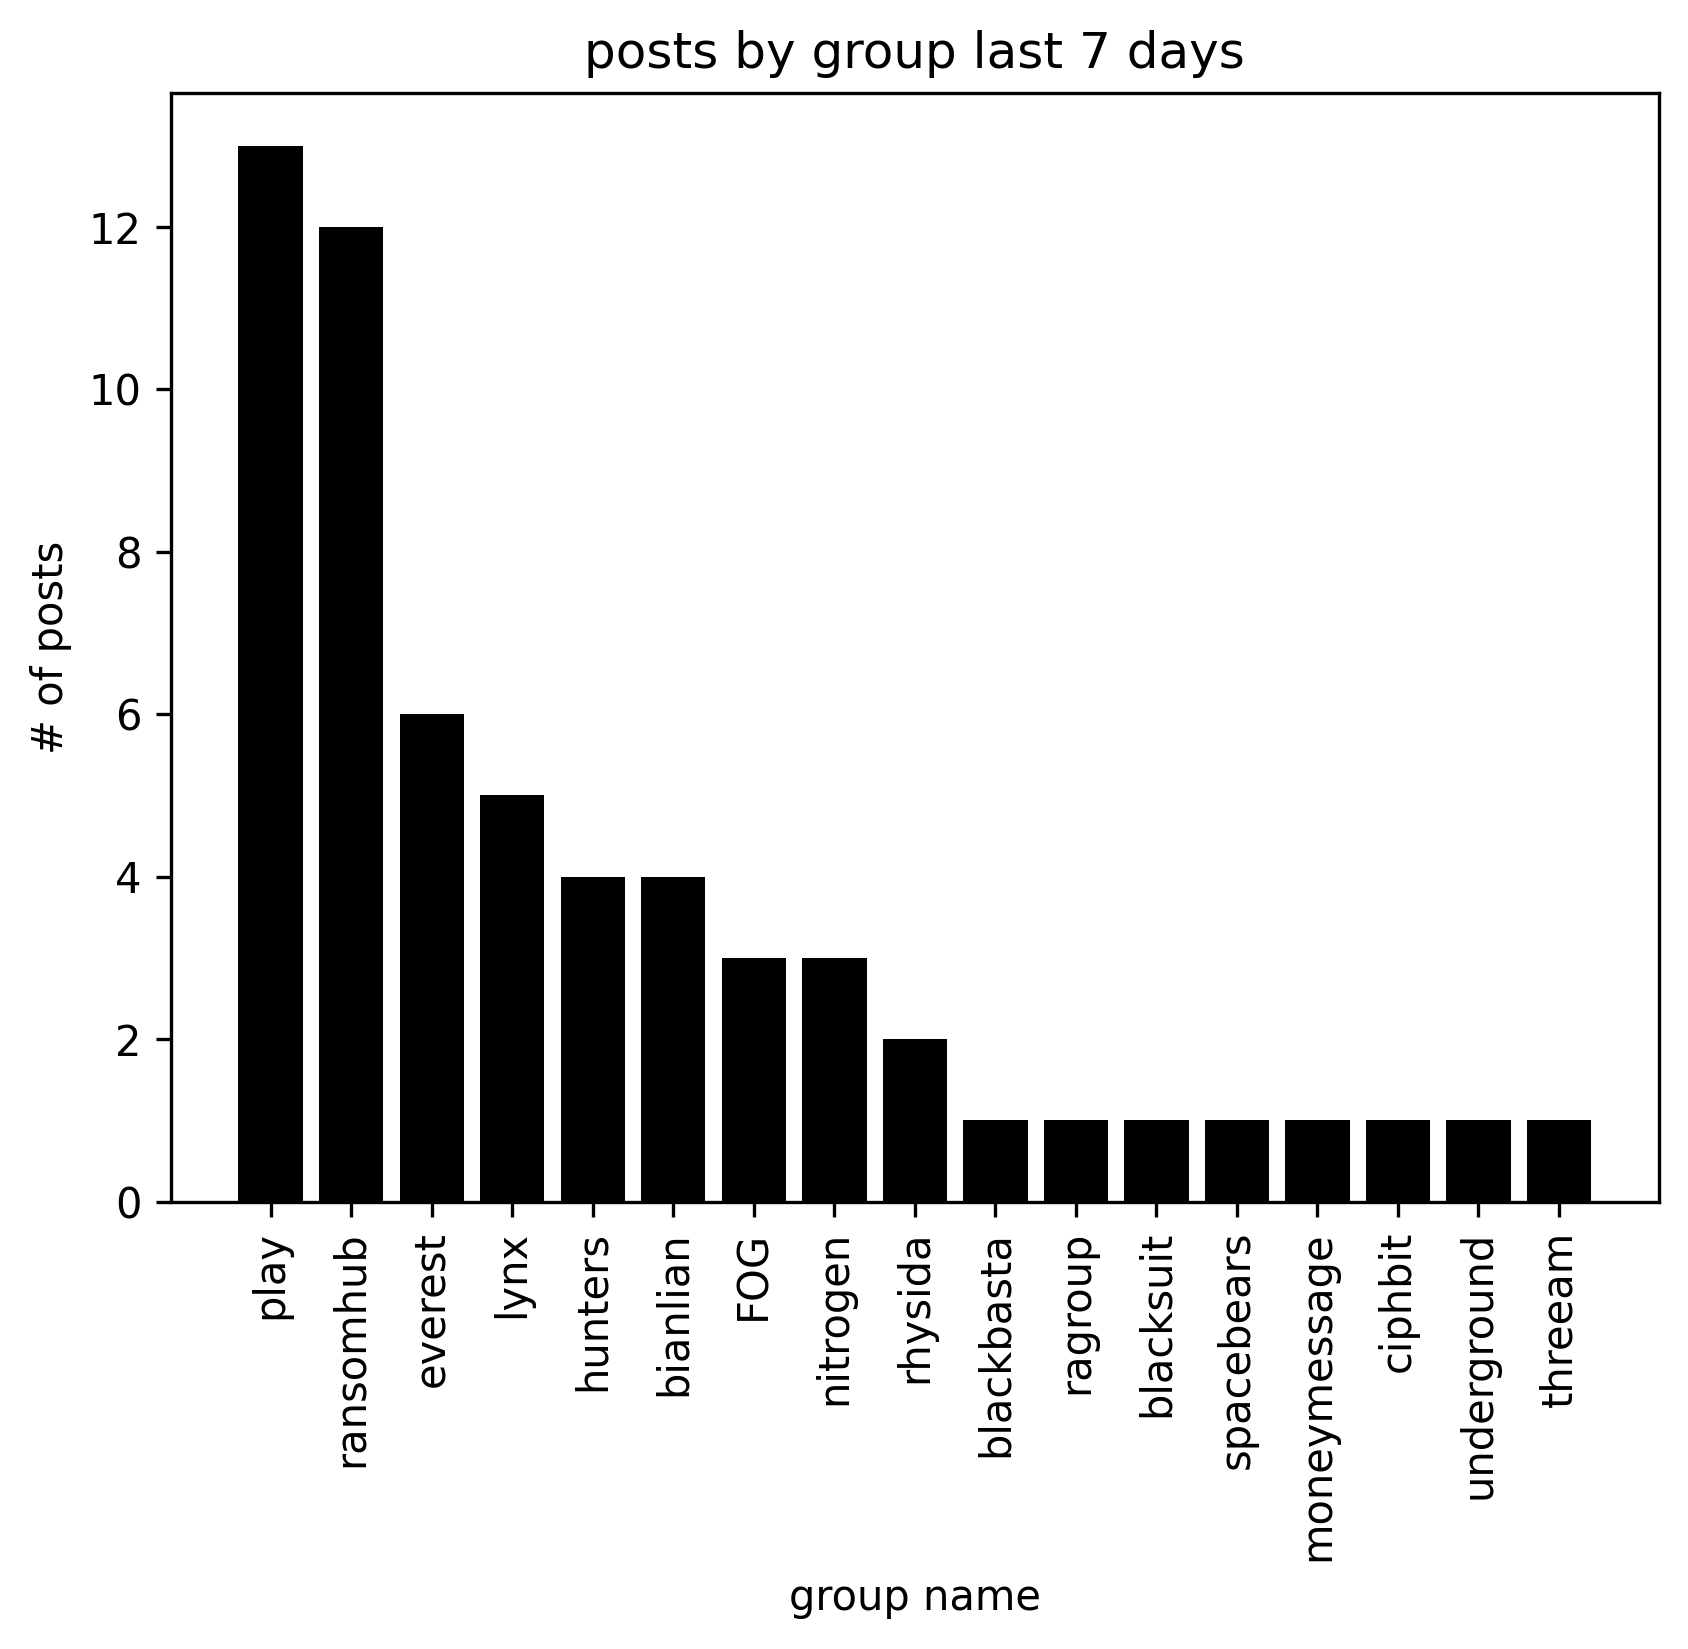 posts by group last 7 days
# of posts
12
10
8
6
4
2
0
play
ransomhub
everest
lynx
hunters
bianlian
FOG
nitrogen
rhysida
blackbasta
ragroup
blacksuit
spacebears
moneymessage
ciphbit
underground
threeam
group name